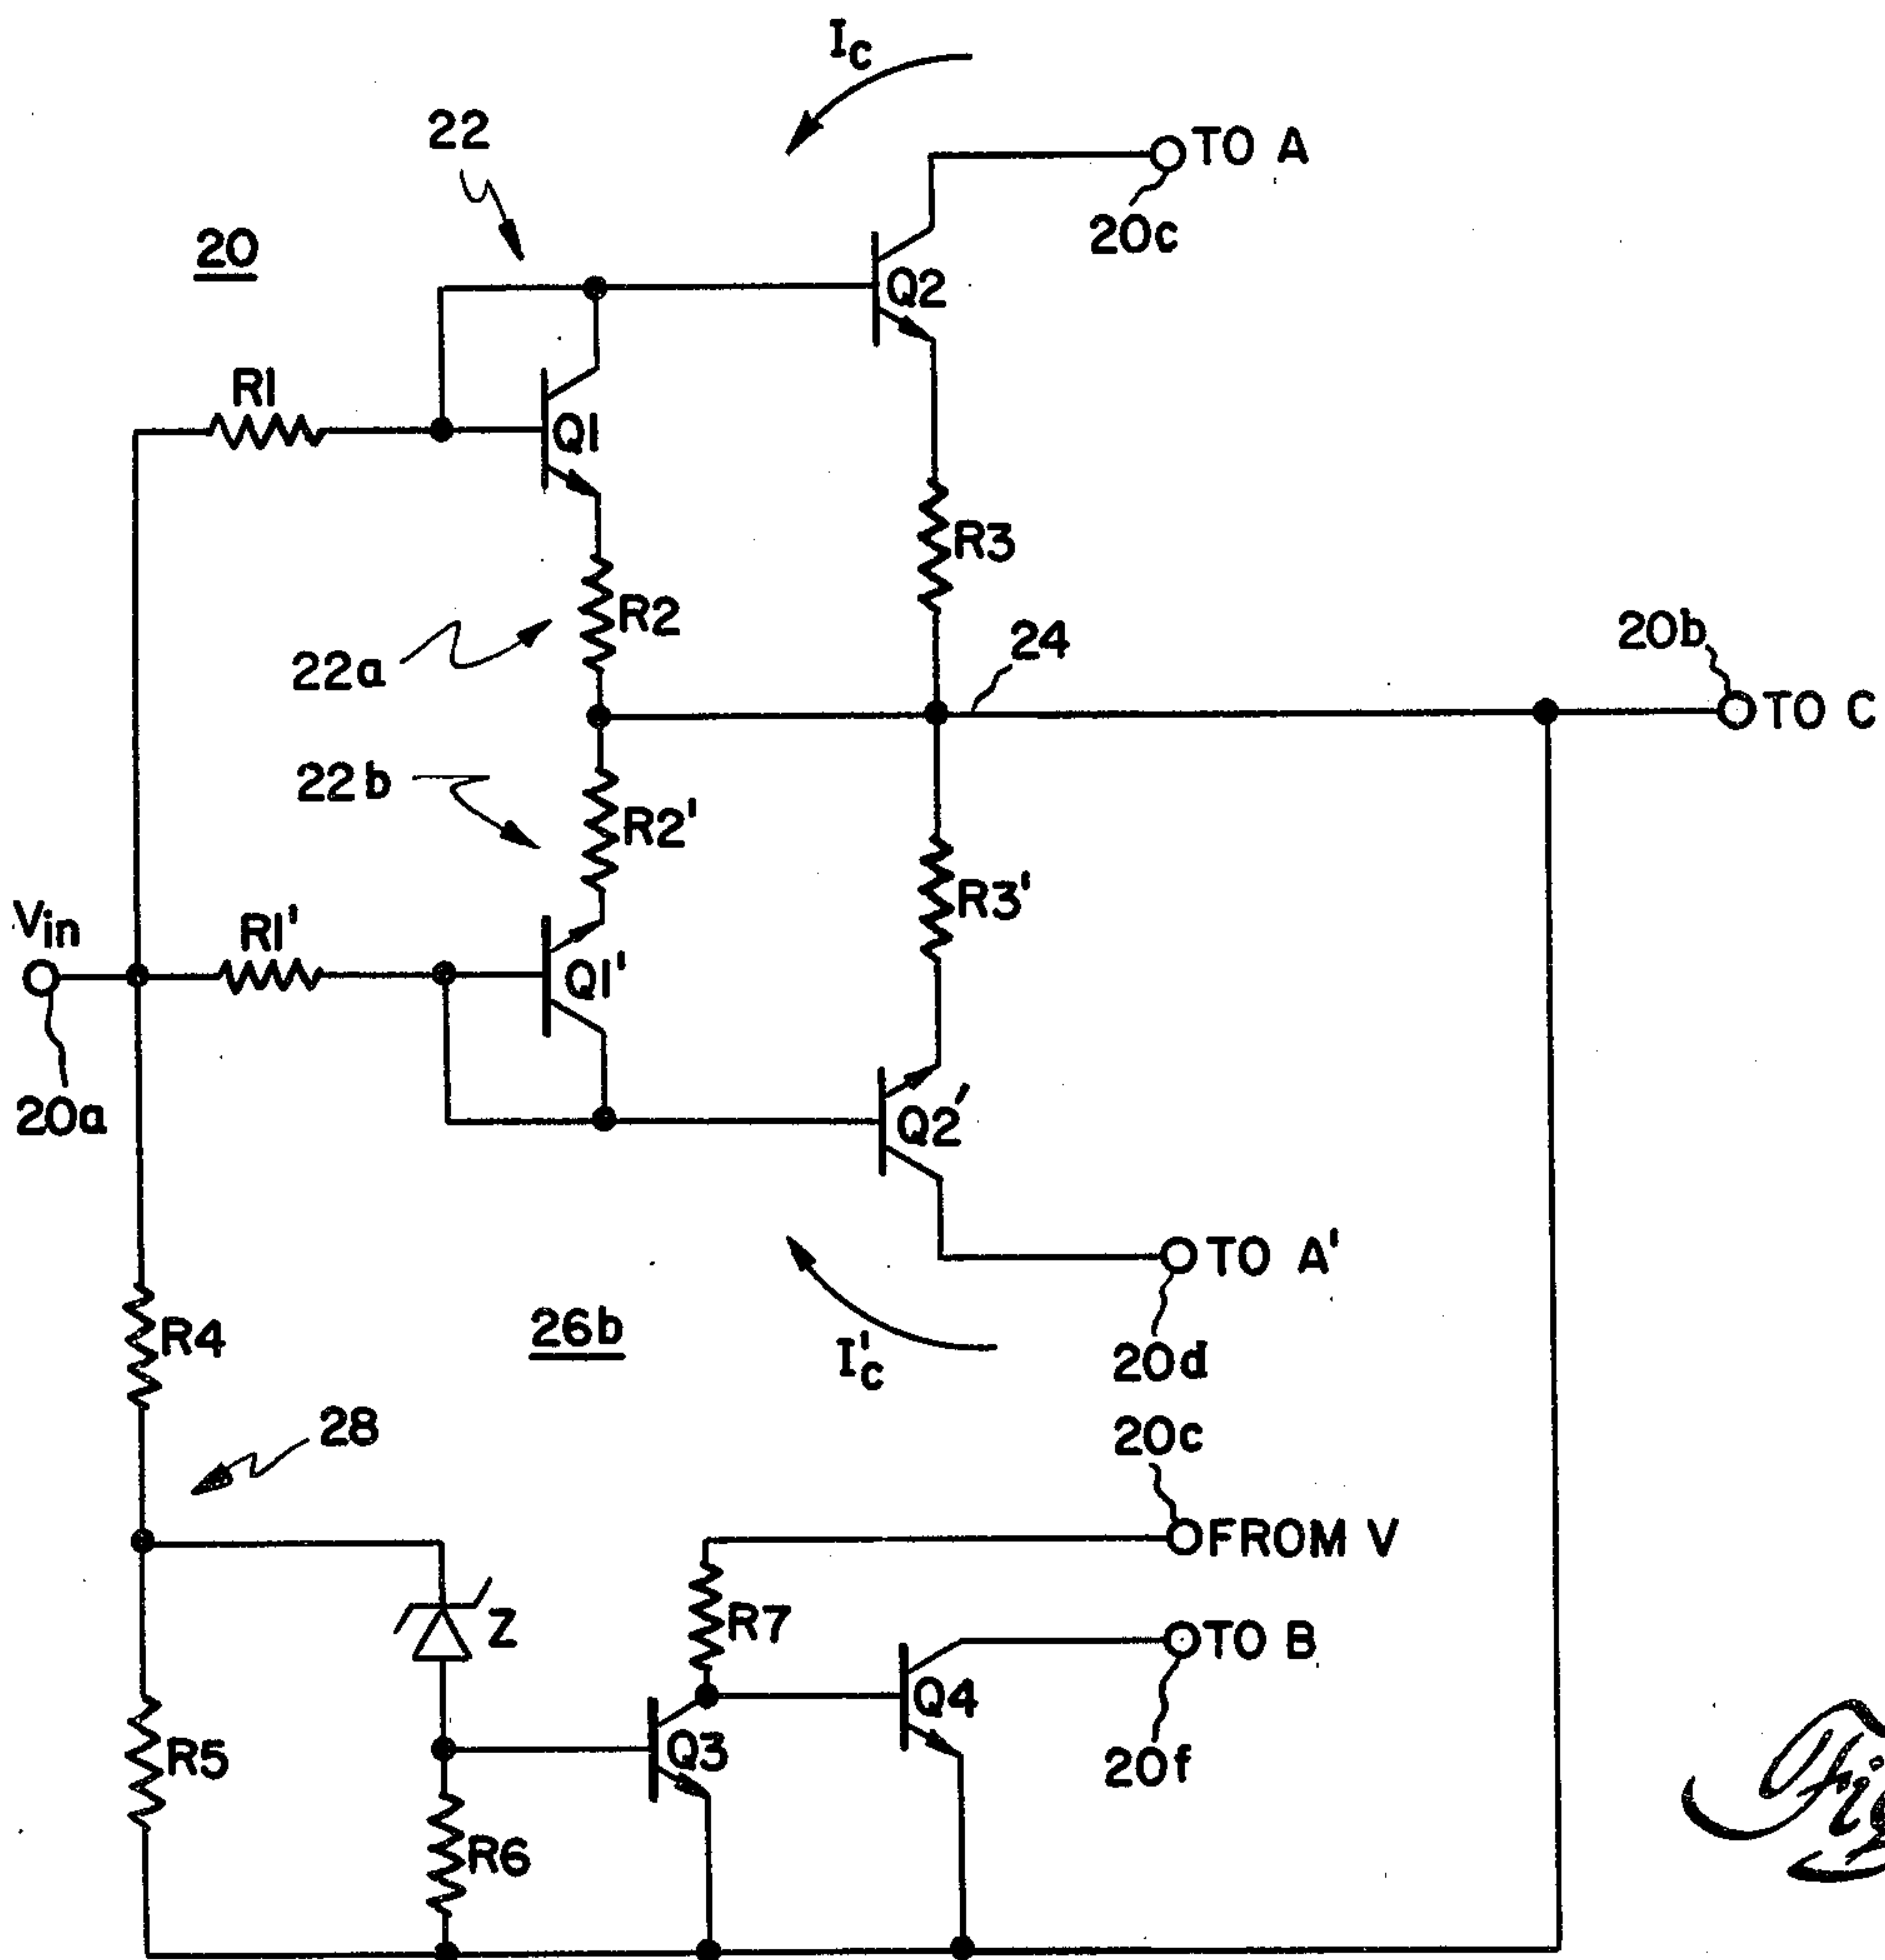 Ic
22
TO A
20
20c
Q2
R1
Q1
R3
R2
24
20b
22a
TO C
22b
R2'
R3'
Vin
R1'
Q1'
20a
Q2'
TO A'
R4
26b
I'c
20d
28
20c
FROM V
Z
R7
TO B
Q4
R5
Q3
20f
R6